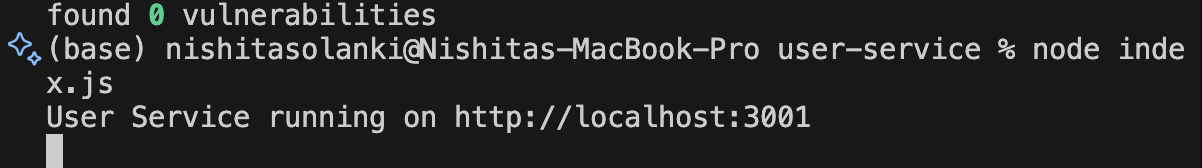 found 0 vulnerabilities
(base) nishitasolanki@Nishitas-MacBook-Pro user-service % node inde
x.js
User Service running on http://localhost:3001